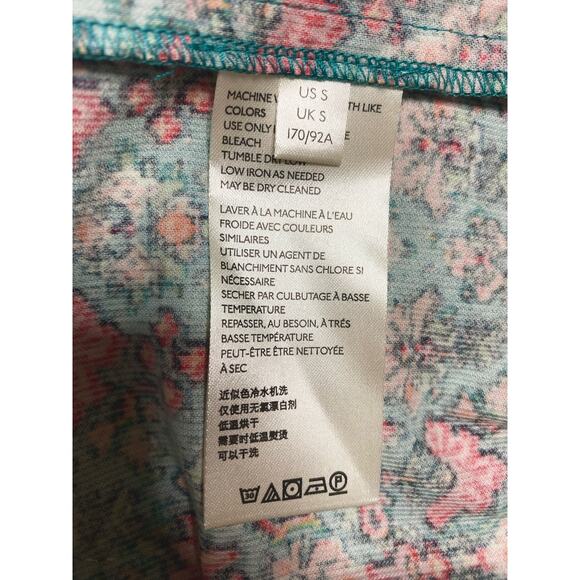 US S
UK S
170/92A
MACHINE TH LIKE
COLORS
USE ONLY
BLEACH
TUMBLE DRY LOW
LOW IRON AS NEEDED
MAY BE DRY CLEANED
LAVER À LA MACHINE À L'EAU
FROIDE AVEC COULEURS
SIMILAIRES
UTILISER UN AGENT DE
BLANCHIMENT SANS CHLORE SI
NÉCESSAIRE
SECHER PAR CULBUTAGE À BASSE
TEMPERATURE
REPASSER, AU BESOIN, À TRÉS
BASSE TEMPÉRATURE
PEUT-ÊTRE ÊTRE NETTOYÉE
À SEC
近似色冷水机洗
仅使用无氯漂白剂
低温烘干
需要时低温熨烫
可以干洗
30
P